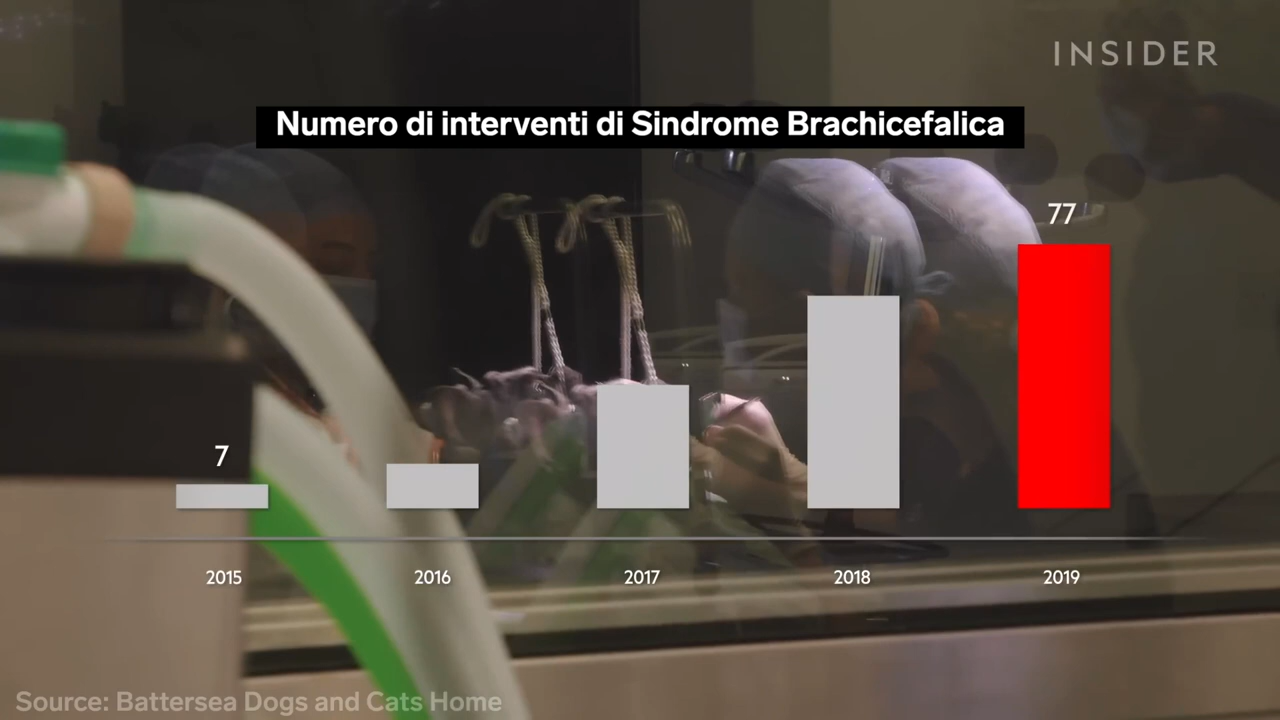 INSIDER
Numero di interventi di Sindrome Brachicefalica
77
7
2015 2016 2017 2018 2019
Source: Battersea Dogs and Cats Home